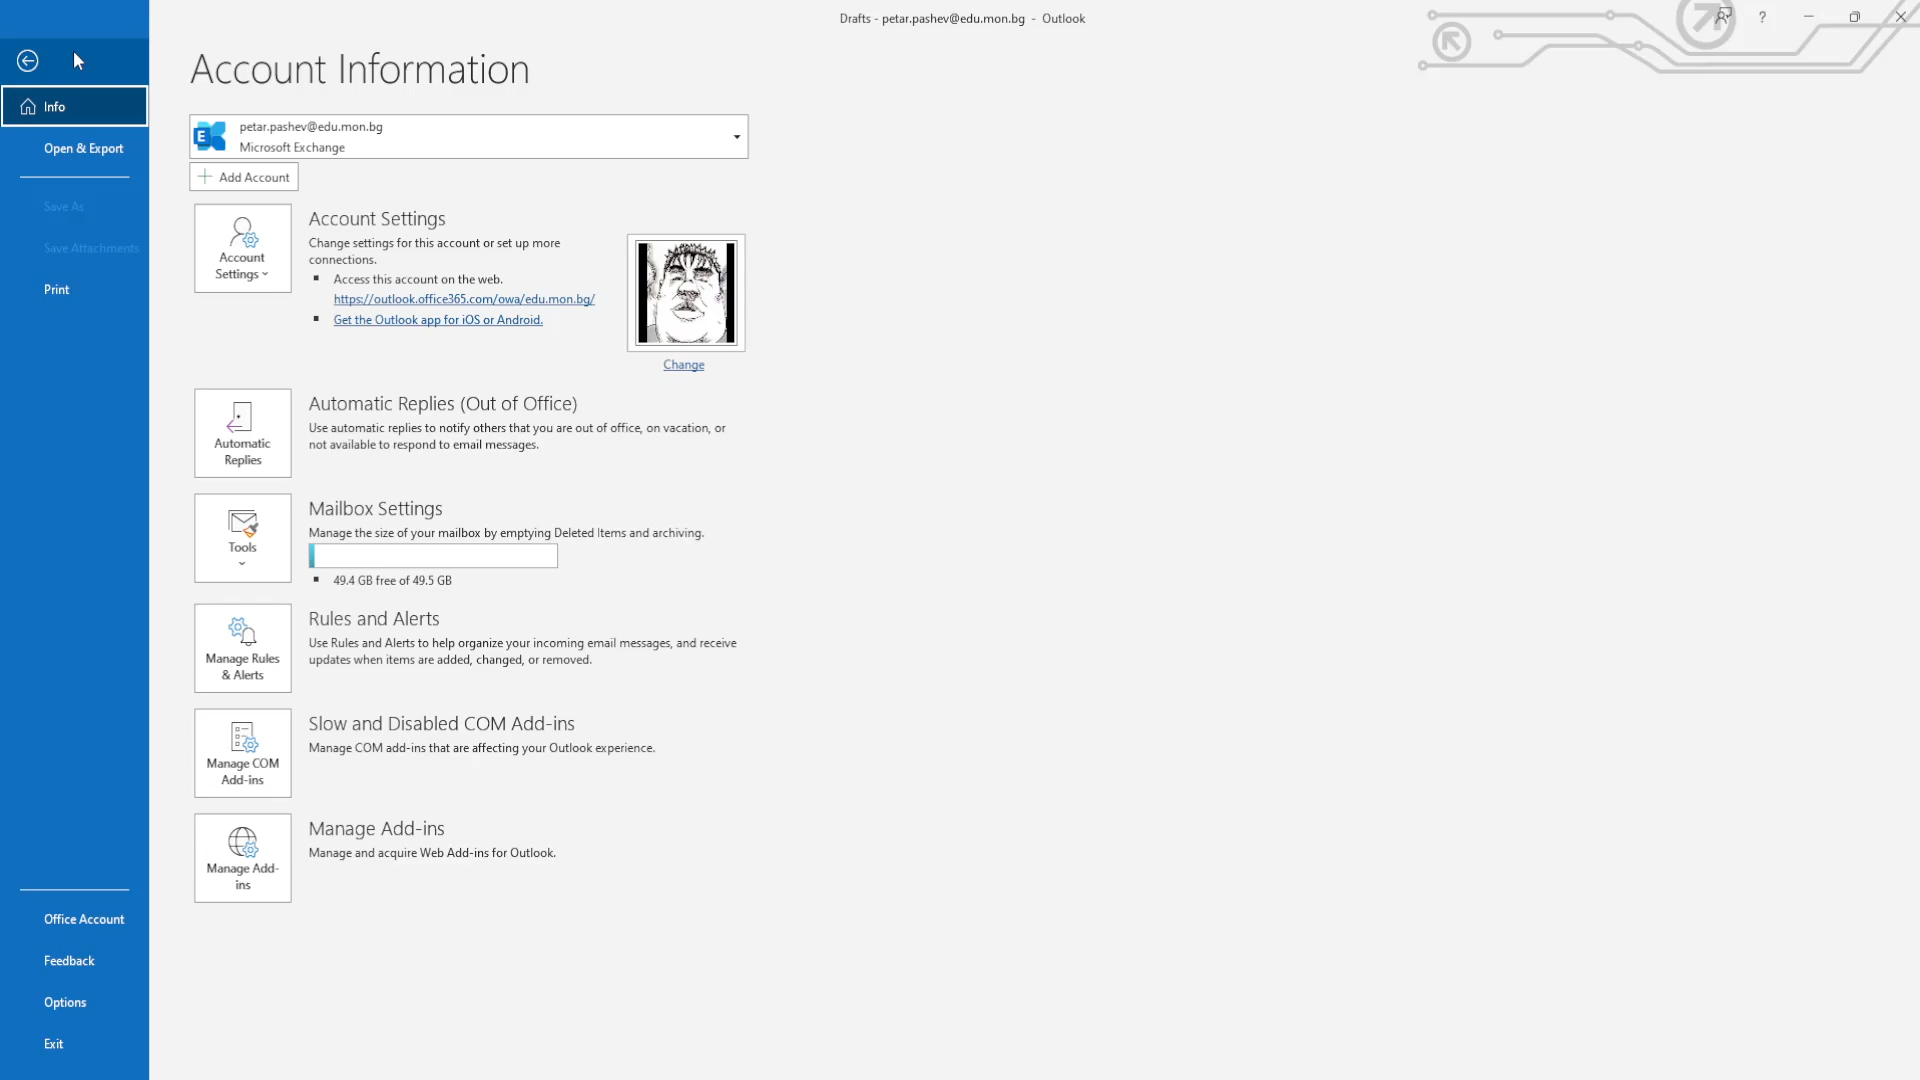 Drafts - petar.pashev@edu.mon.bg - Outlook
?
Account Information
Info
Open & Export
Save As
Save Attachments
Print
Office Account
Feedback
Options
Exit
E
petar.pashev@edu.mon.bg
Microsoft Exchange
Add Account
Account
Settings
Account Settings
Change settings for this account or set up more
connections.
Access this account on the web.
https://outlook.office365.com/owa/edu.mon.bg/
Get the Outlook app for iOS or Android.
Change
Automatic
Replies
Automatic Replies (Out of Office)
Use automatic replies to notify others that you are out of office, on vacation, or
not available to respond to email messages.
Tools
Mailbox Settings
Manage the size of your mailbox by emptying Deleted Items and archiving.
49.4 GB free of 49.5 GB
Manage Rules
& Alerts
Rules and Alerts
Use Rules and Alerts to help organize your incoming email messages, and receive
updates when items are added, changed, or removed.
Manage COM
Add-ins
Slow and Disabled COM Add-ins
Manage COM add-ins that are affecting your Outlook experience.
Manage Add-
ins
Manage Add-ins
Manage and acquire Web Add-ins for Outlook.